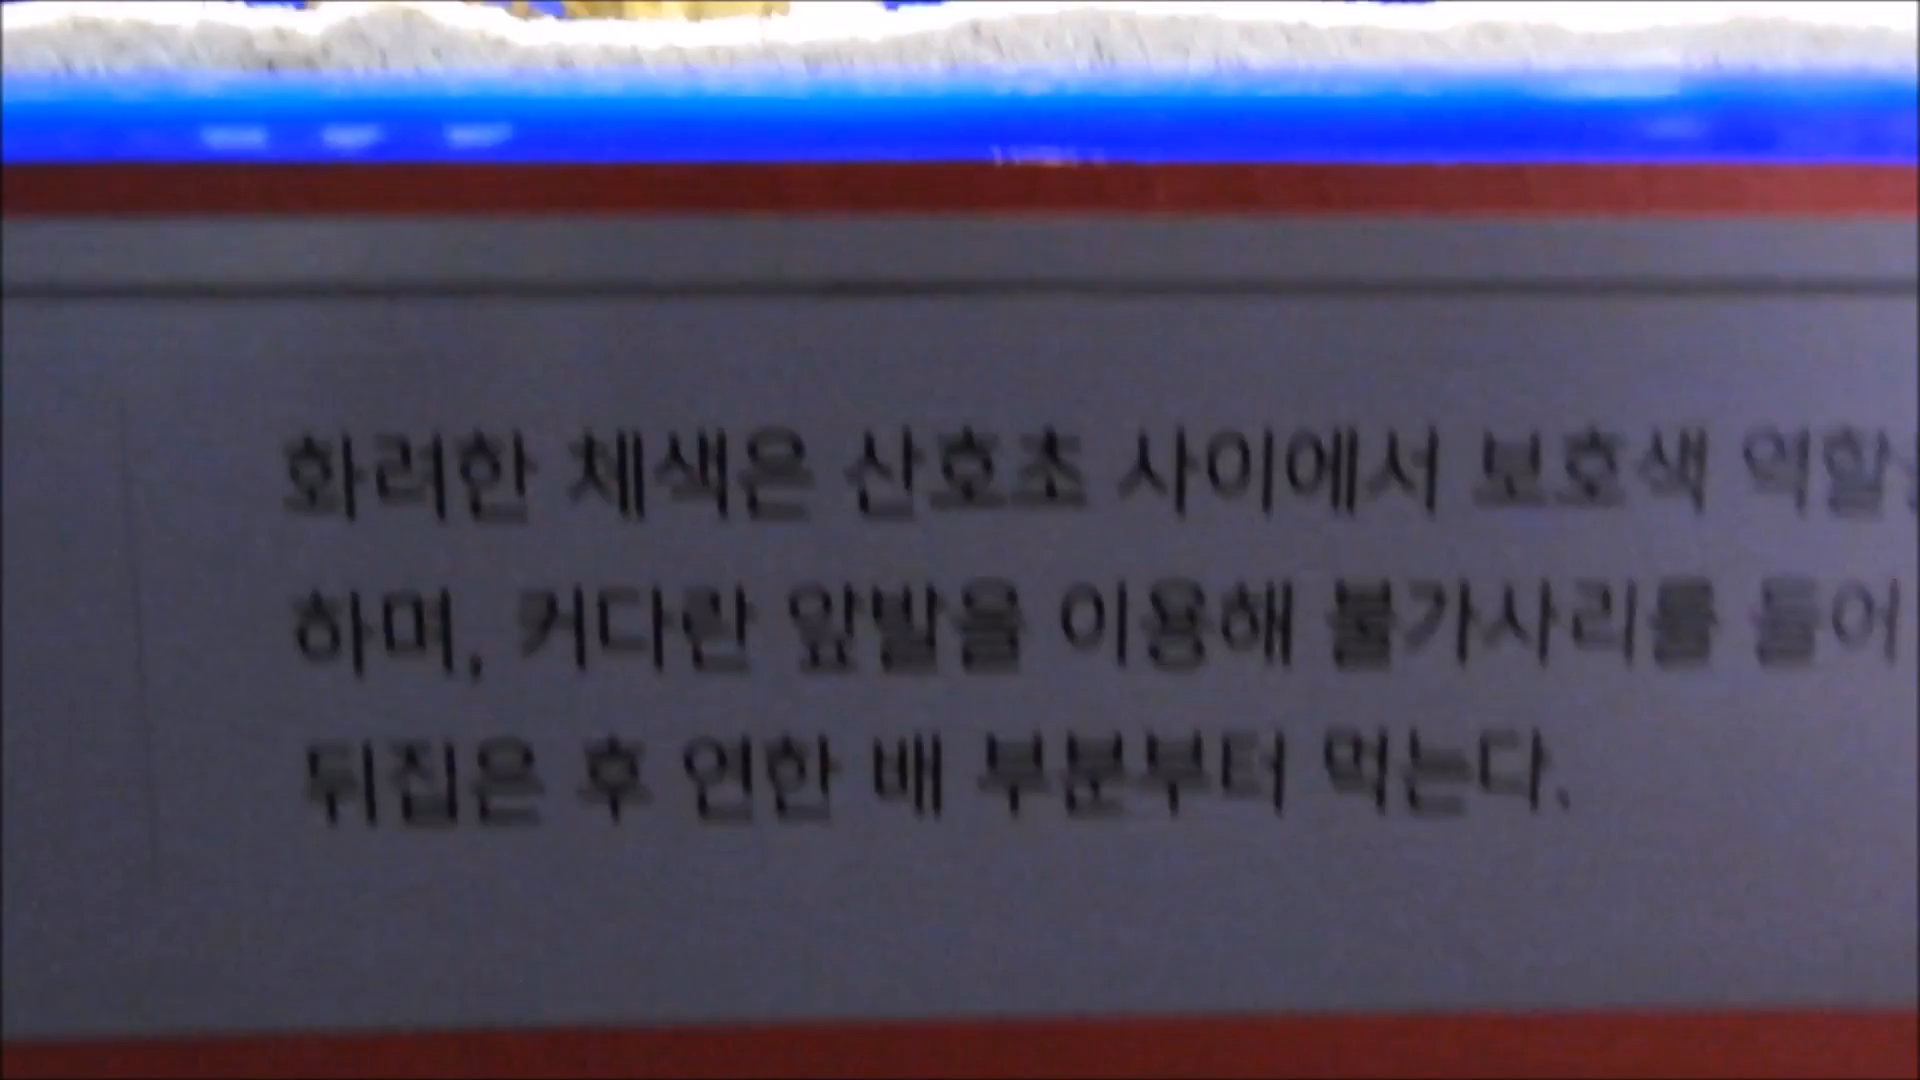 화려한 체색은 산호초 사이에서 보호색 역할을
하며, 커다란 앞발을 이용해 불가사리를 들어
뒤집은 후 연한 배 부분부터 먹는다.